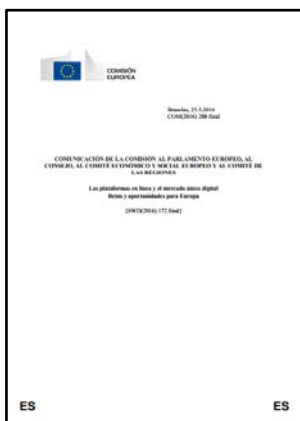 COMISIÓN
EUROPEA
Bruselas, 25.5.2016
COM(2016) 288 final
COMUNICACIÓN DE LA COMISIÓN AL PARLAMENTO EUROPEO, AL
CONSEJO, AL COMITÉ ECONÓMICO Y SOCIAL EUROPEO Y AL COMITÉ DE
LAS REGIONES
Las plataformas en línea y el mercado único digital
Retos y oportunidades para Europa
{SWD(2016) 172 final}
ES ES